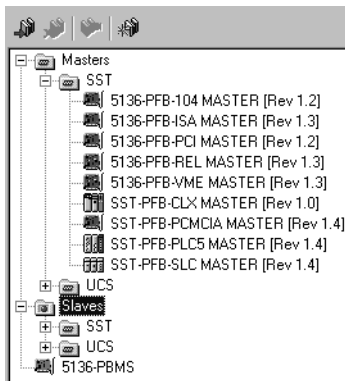 Masters
SST
5136-PFB-104 MASTER [Rev 1.2]
5136-PFB-ISA MASTER [Rev 1.3]
5136-PFB-PCI MASTER [Rev 1.2]
5136-PFB-REL MASTER [Rev 1.3]
5136-PFB-VME MASTER [Rev 1.3]
SST-PFB-CLX MASTER [Rev 1.0]
SST-PFB-PCMCIA MASTER [Rev 1.4]
SST-PFB-PLC5 MASTER [Rev 1.4]
SST-PFB-SLC MASTER [Rev 1.4]
UCS
Slaves
SST
UCS
5136-PBMS